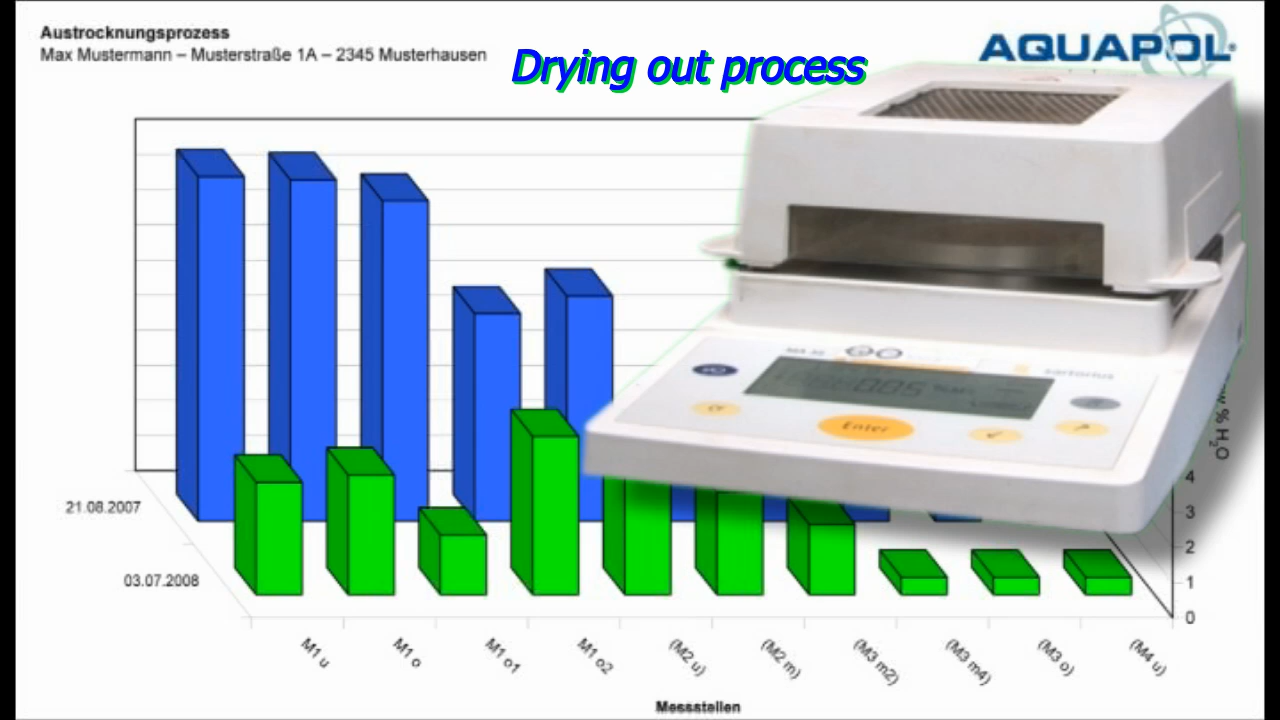 Austrocknungsprozess
Max Mustermann – Musterstraße 1A – 2345 Musterhausen
Drying out process
AQUAPOL
sartorius
Enter
% H2O
21.08.2007
03.07.2008
4
3
2
1
0
M1 u
M1 o
M1 o1
M1 o2
(M2 u)
(M2 m)
(M3 m2)
(M3 m4)
(M3 o)
(M4 u)
Messstellen